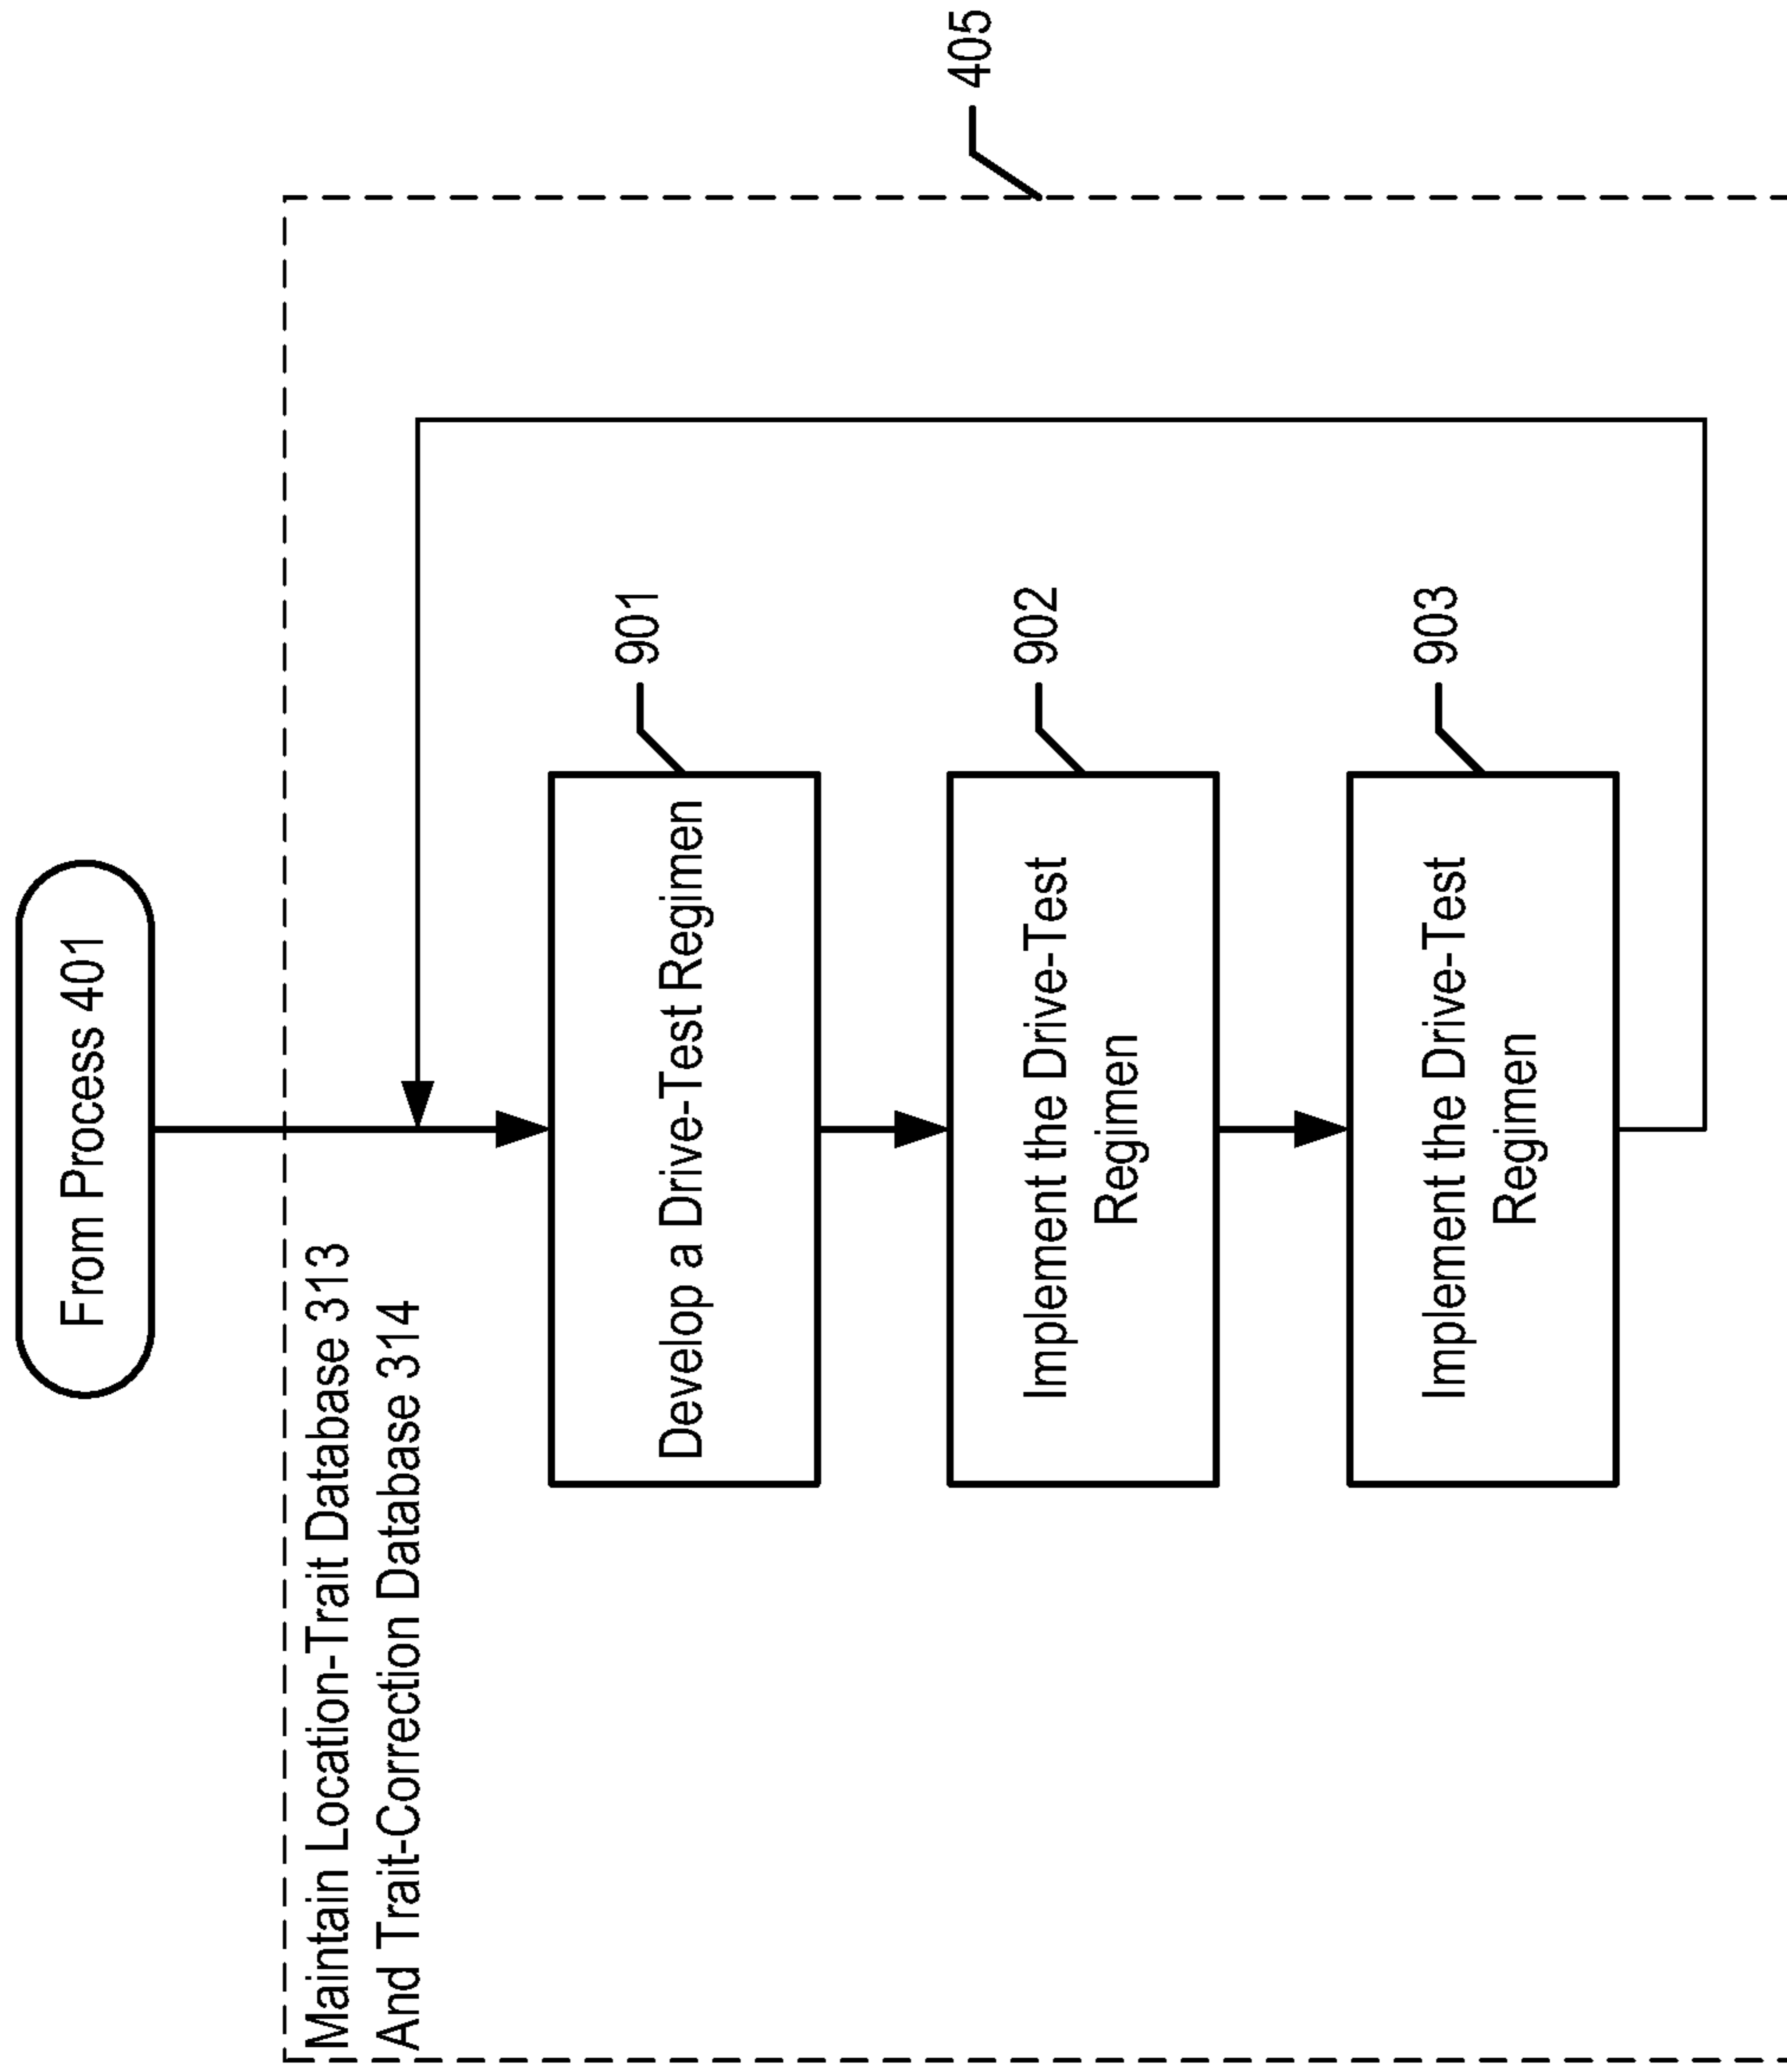 From Process 401
Maintain Location-Trait Database 313
And Trait-Correction Database 314
405
Develop a Drive-Test Regimen
901
Implement the Drive-Test
Regimen
902
Implement the Drive-Test
Regimen
903